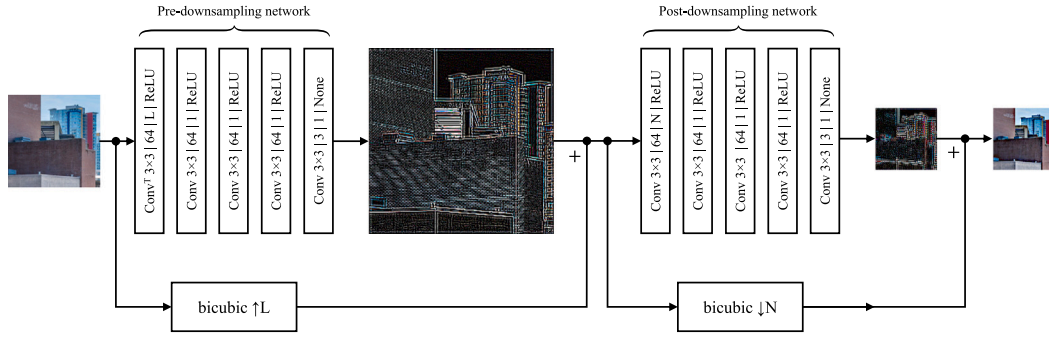 Pre-downsampling network
Post-downsampling network
Convᵀ 3×3 | 64 | L | ReLU
Conv 3×3 | 64 | 1 | ReLU
Conv 3×3 | 64 | 1 | ReLU
Conv 3×3 | 64 | 1 | ReLU
Conv 3×3 | 3 | 1 | None
+
Conv 3×3 | 64 | N | ReLU
Conv 3×3 | 64 | 1 | ReLU
Conv 3×3 | 64 | 1 | ReLU
Conv 3×3 | 64 | 1 | ReLU
Conv 3×3 | 3 | 1 | None
+
bicubic ↑L
bicubic ↓N